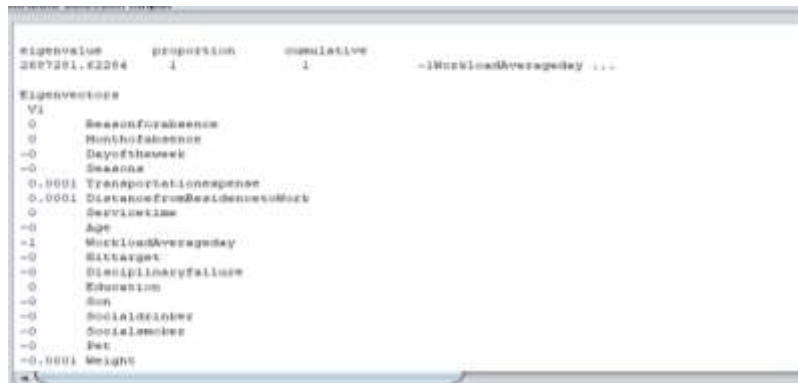 eigenvalue proportion cumulative
1 1 -1WorkloadAverageday ...
Eigenvectors
V1
0 Reasonforabsence
0 Monthofabsence
-0 Dayoftheweek
-0 Seasons
0.0001 Transportationexpense
0.0001 DistancefromResidencetoWork
0 Servicetime
-0 Age
-1 WorkloadAverageday
-0 Hittarget
-0 Disciplinaryfailure
0 Education
-0 Son
-0 Socialdrinker
-0 Socialsmoker
-0 Pet
-0.0001 Weight